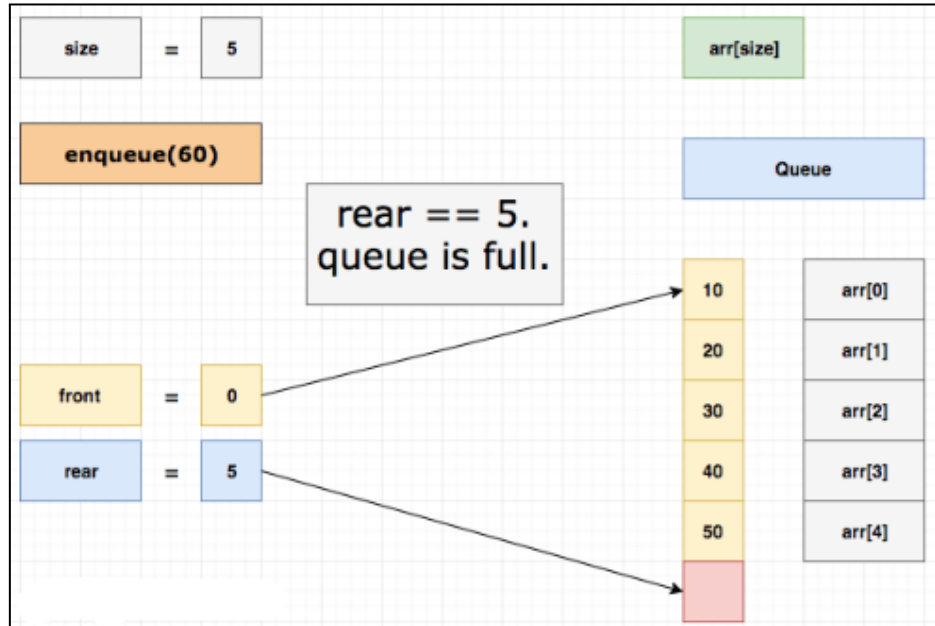 size = 5
arr[size]
enqueue(60)
Queue
rear == 5.
queue is full.
10 arr[0]
20 arr[1]
front = 0
30 arr[2]
rear = 5
40 arr[3]
50 arr[4]